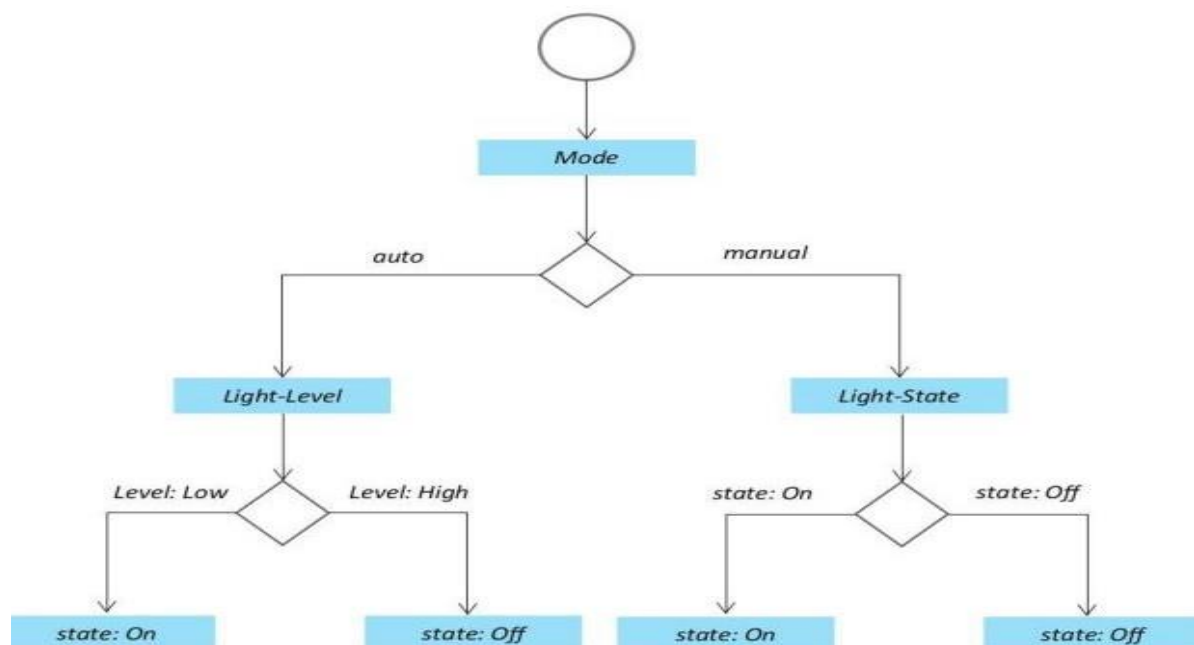 Mode
auto
manual
Light-Level
Light-State
Level: Low
Level: High
state: On
state: Off
state: On
state: Off
state: On
state: Off